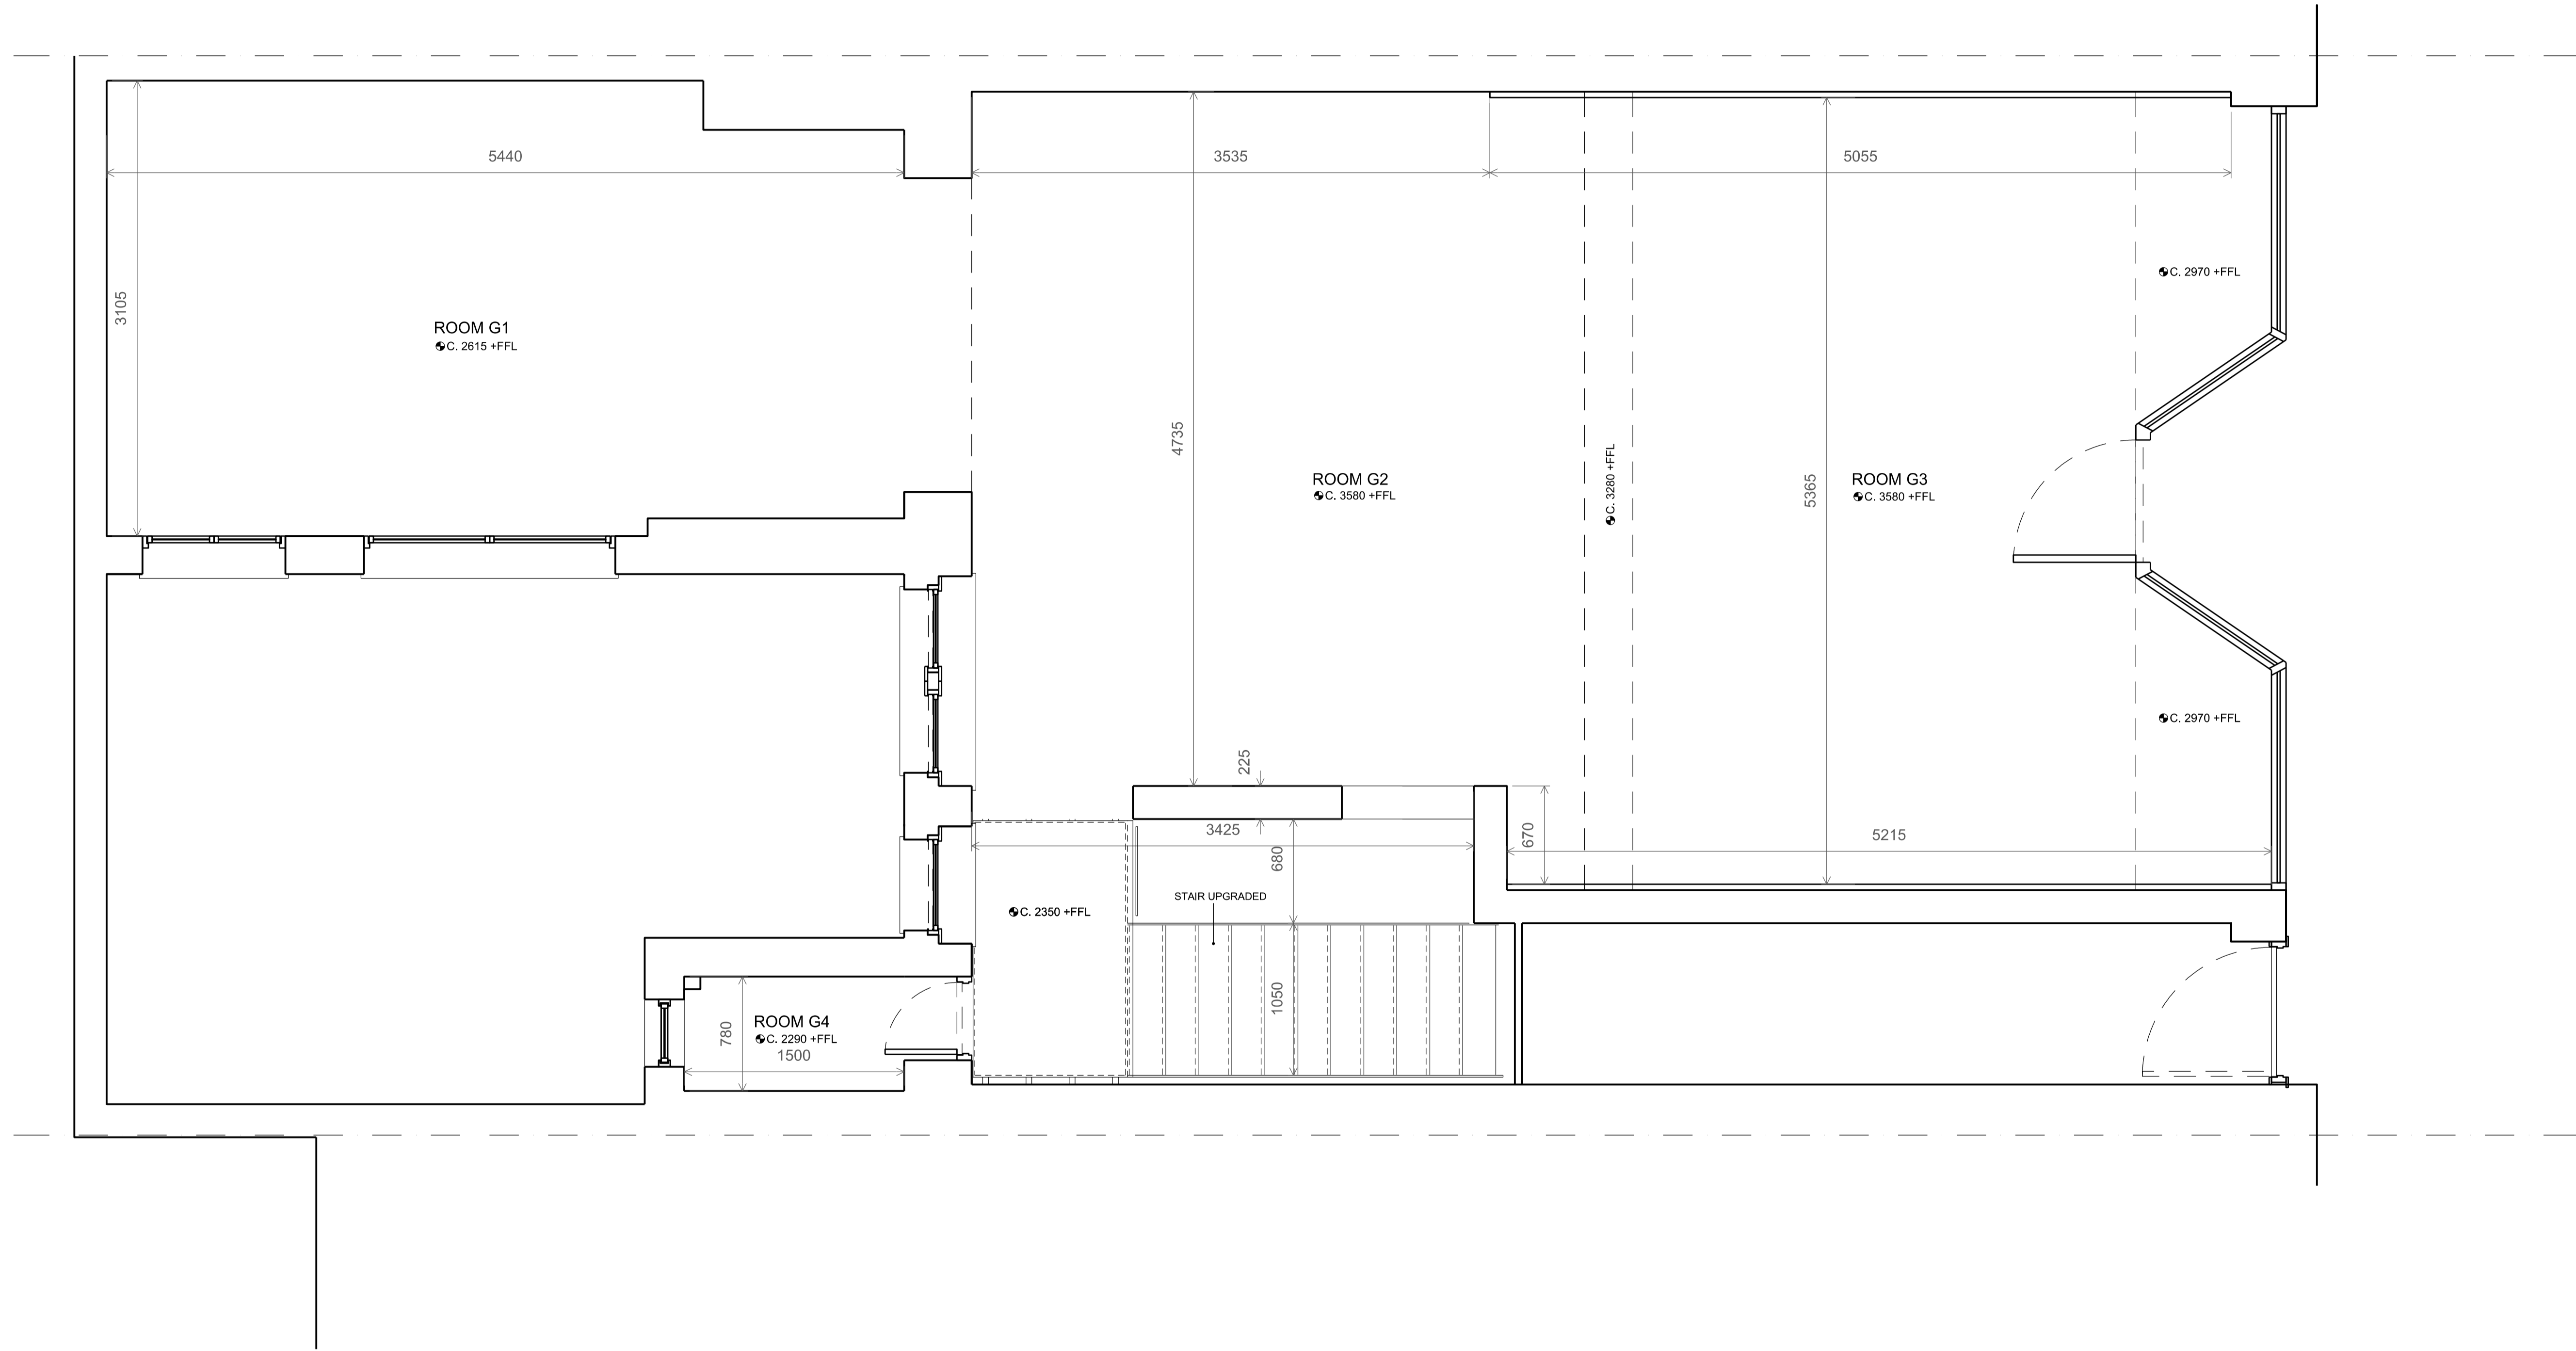 5440
3535
5055
3105
C. 2970 +FFL
ROOM G1
C. 2615 +FFL
4735
ROOM G2
C. 3580 +FFL
C. 3280 +FFL
5365
ROOM G3
C. 3580 +FFL
C. 2970 +FFL
225
3425
680
670
5215
STAIR UPGRADED
C. 2350 +FFL
1050
780
ROOM G4
C. 2290 +FFL
1500